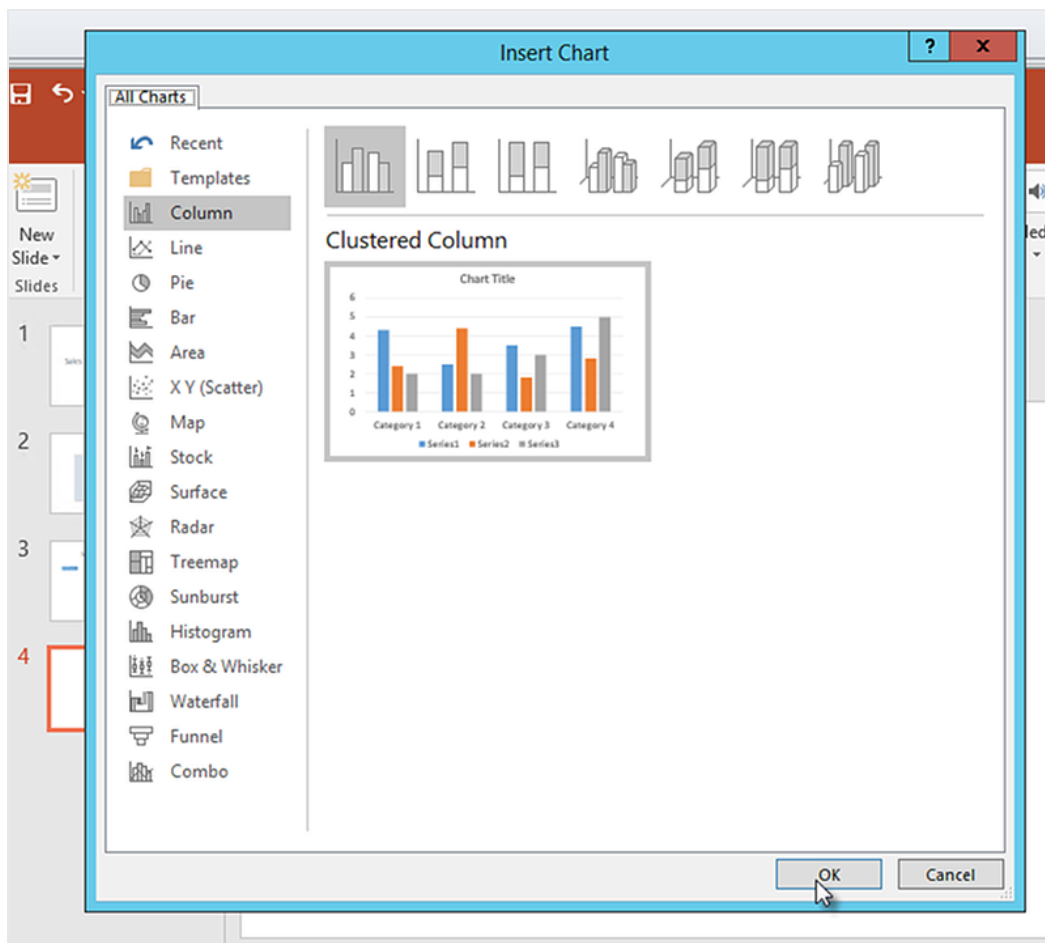 Insert Chart
?
X
All Charts
Recent
Templates
Column
Line
Pie
Bar
Area
X Y (Scatter)
Map
Stock
Surface
Radar
Treemap
Sunburst
Histogram
Box & Whisker
Waterfall
Funnel
Combo
Clustered Column
Chart Title
6
5
4
3
2
1
0
Category 1 Category 2 Category 3 Category 4
Series1 Series2 Series3
OK
Cancel
New
Slide
Slides
1
Sales
2
3
4